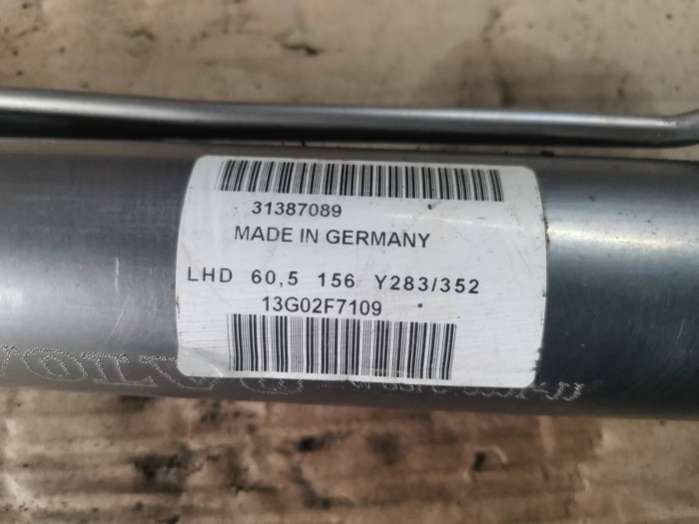 31387089
MADE IN GERMANY
LHD 60,5 156 Y283/352
13G02F7109